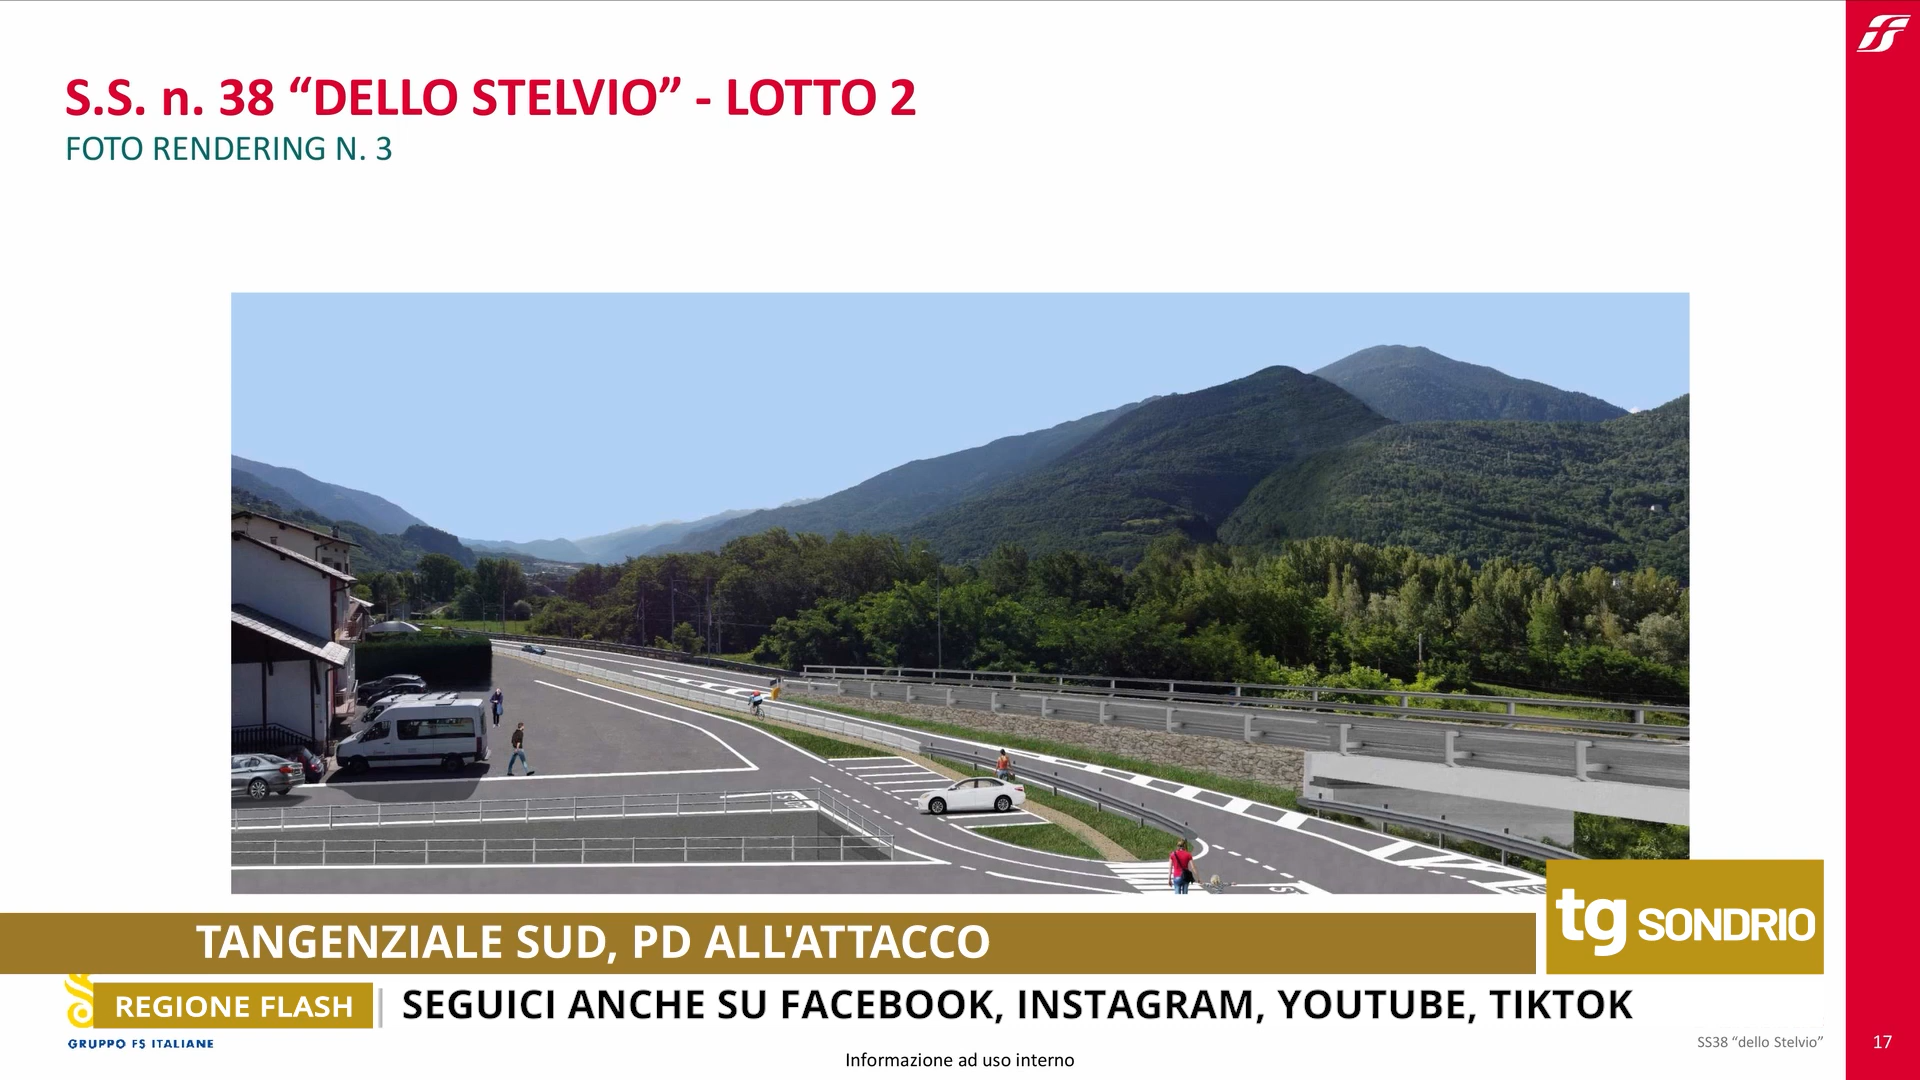 S.S. n. 38 “DELLO STELVIO” - LOTTO 2
FOTO RENDERING N. 3
STOP
TANGENZIALE SUD, PD ALL'ATTACCO
tg SONDRIO
REGIONE FLASH
SEGUICI ANCHE SU FACEBOOK, INSTAGRAM, YOUTUBE, TIKTOK
GRUPPO FS ITALIANE
SS38 “dello Stelvio”
17
Informazione ad uso interno